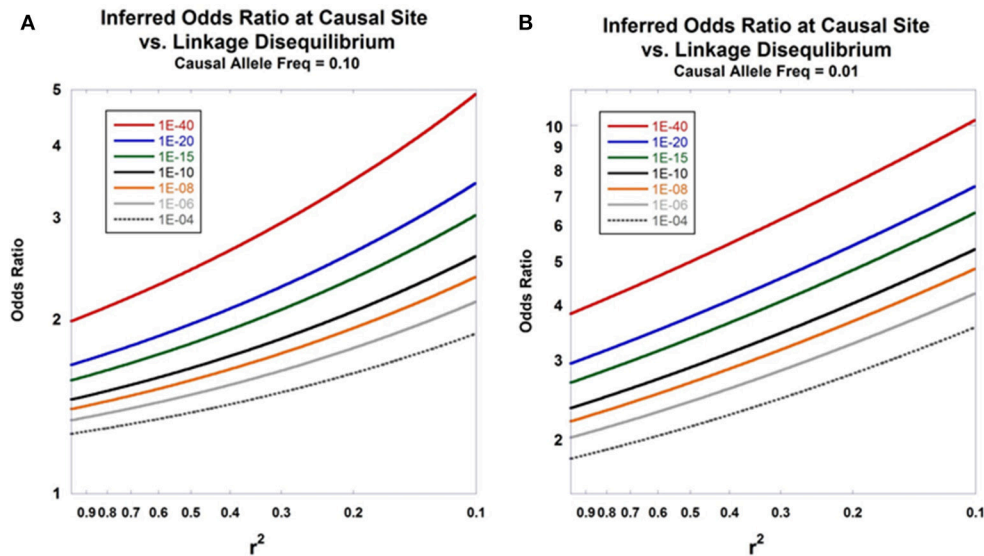 A
Inferred Odds Ratio at Causal Site
vs. Linkage Disequilibrium
Causal Allele Freq = 0.10
5
4
3
2
1
Odds Ratio
1E-40
1E-20
1E-15
1E-10
1E-08
1E-06
1E-04
0.9 0.8 0.7 0.6 0.5 0.4 0.3 0.2 0.1
r²
B
Inferred Odds Ratio at Causal Site
vs. Linkage Disequlibrium
Causal Allele Freq = 0.01
10
9
8
7
6
5
4
3
2
Odds Ratio
1E-40
1E-20
1E-15
1E-10
1E-08
1E-06
1E-04
0.9 0.8 0.7 0.6 0.5 0.4 0.3 0.2 0.1
r²